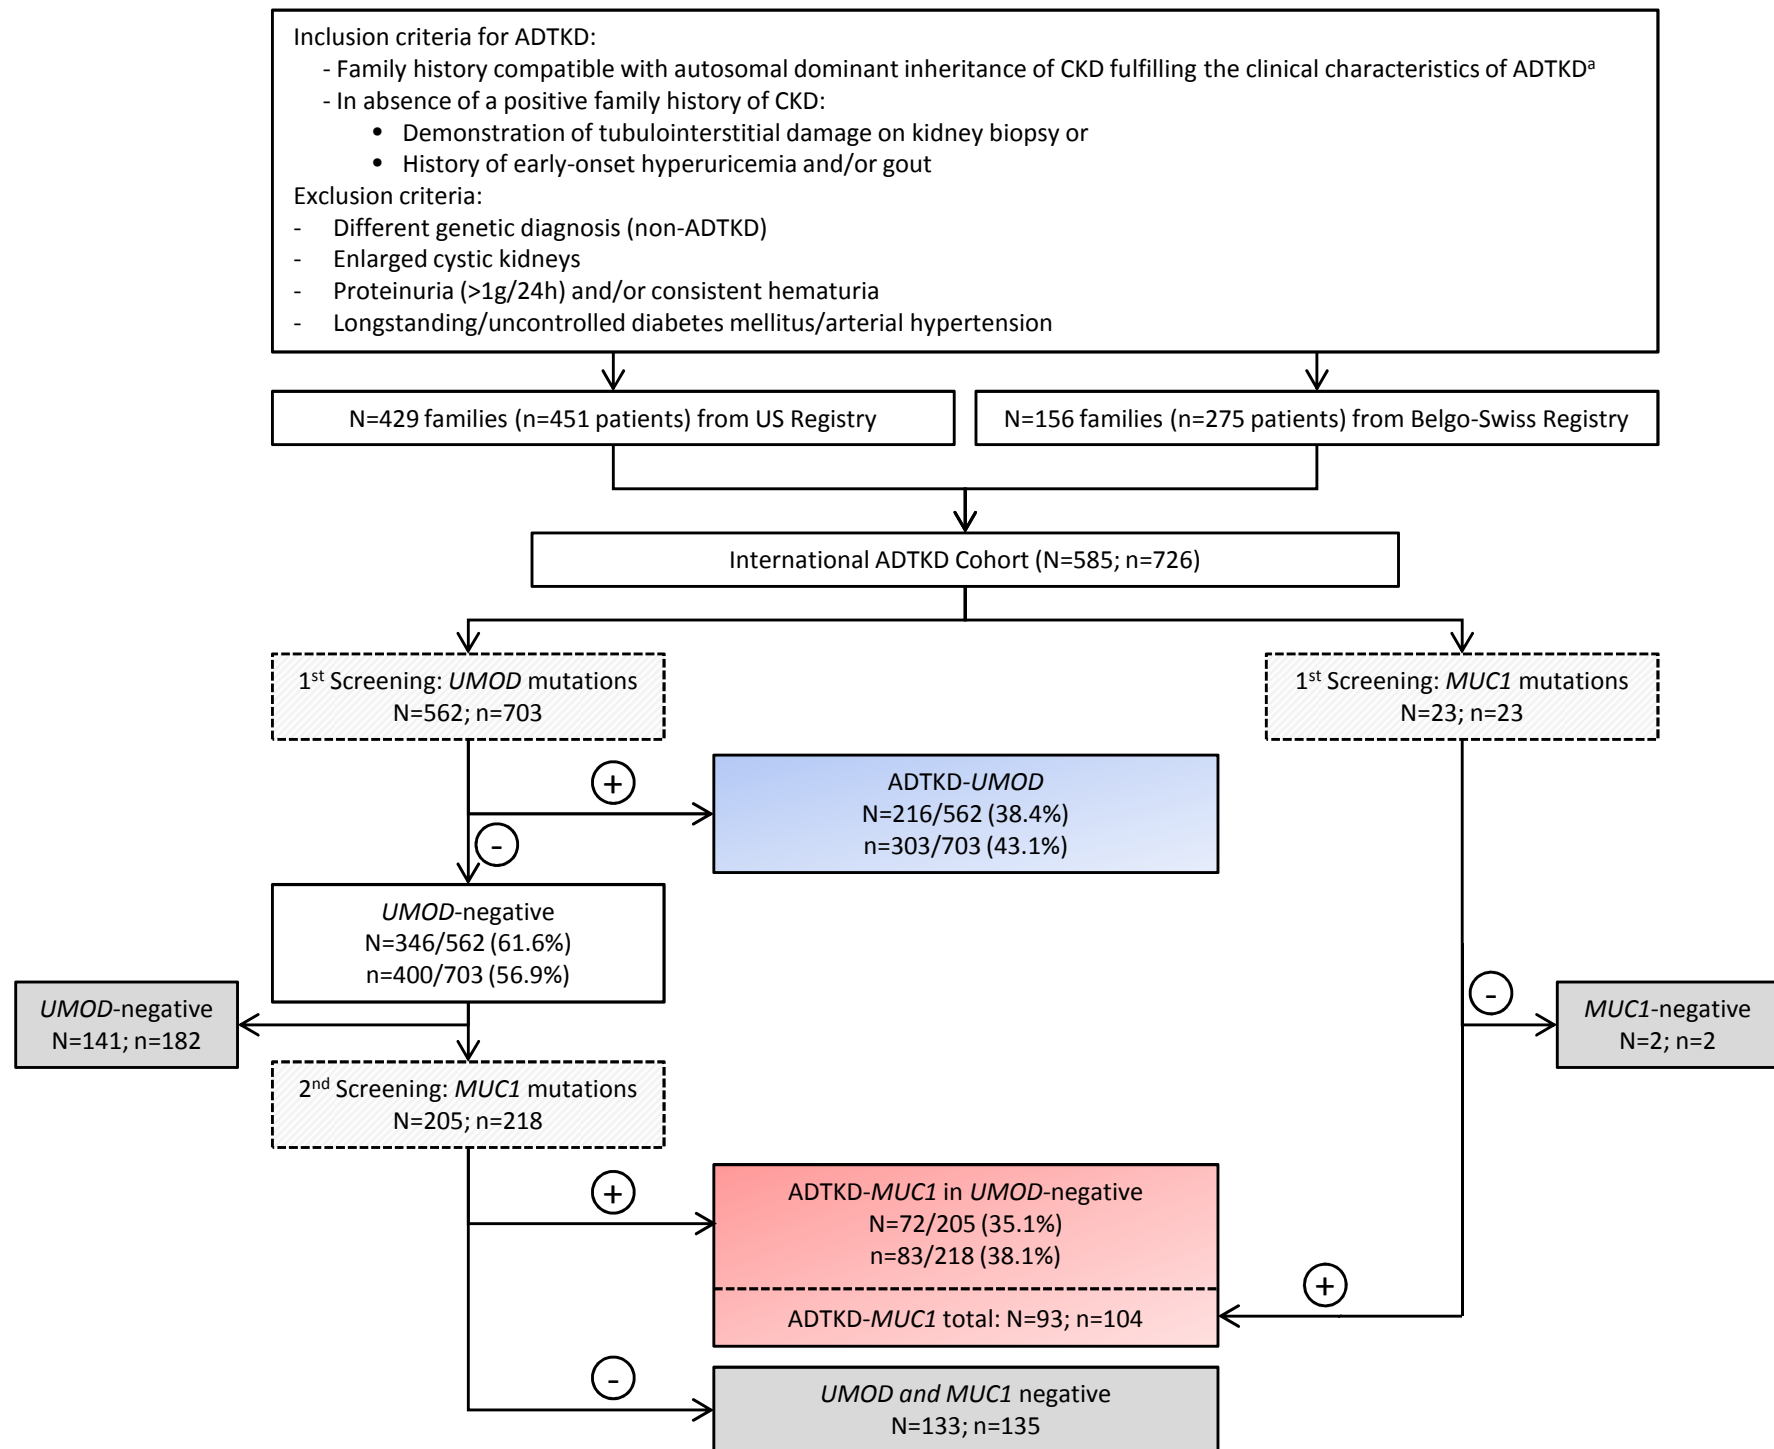 Inclusion criteria for ADTKD:
- Family history compatible with autosomal dominant inheritance of CKD fulfilling the clinical characteristics of ADTKDᵃ
- In absence of a positive family history of CKD:
• Demonstration of tubulointerstitial damage on kidney biopsy or
• History of early-onset hyperuricemia and/or gout
Exclusion criteria:
- Different genetic diagnosis (non-ADTKD)
- Enlarged cystic kidneys
- Proteinuria (>1g/24h) and/or consistent hematuria
- Longstanding/uncontrolled diabetes mellitus/arterial hypertension
N=429 families (n=451 patients) from US Registry
N=156 families (n=275 patients) from Belgo-Swiss Registry
International ADTKD Cohort (N=585; n=726)
1st Screening: UMOD mutations
N=562; n=703
1st Screening: MUC1 mutations
N=23; n=23
+
ADTKD-UMOD
N=216/562 (38.4%)
n=303/703 (43.1%)
-
UMOD-negative
N=346/562 (61.6%)
n=400/703 (56.9%)
UMOD-negative
N=141; n=182
-
MUC1-negative
N=2; n=2
2nd Screening: MUC1 mutations
N=205; n=218
+
ADTKD-MUC1 in UMOD-negative
N=72/205 (35.1%)
n=83/218 (38.1%)
+
ADTKD-MUC1 total: N=93; n=104
-
UMOD and MUC1 negative
N=133; n=135